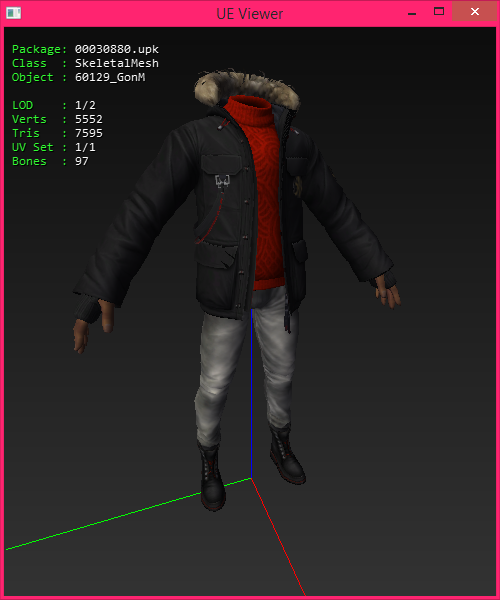 UE Viewer
Package: 00030880.upk
Class : SkeletalMesh
Object : 60129_GonM
LOD : 1/2
Verts : 5552
Tris : 7595
UV Set : 1/1
Bones : 97